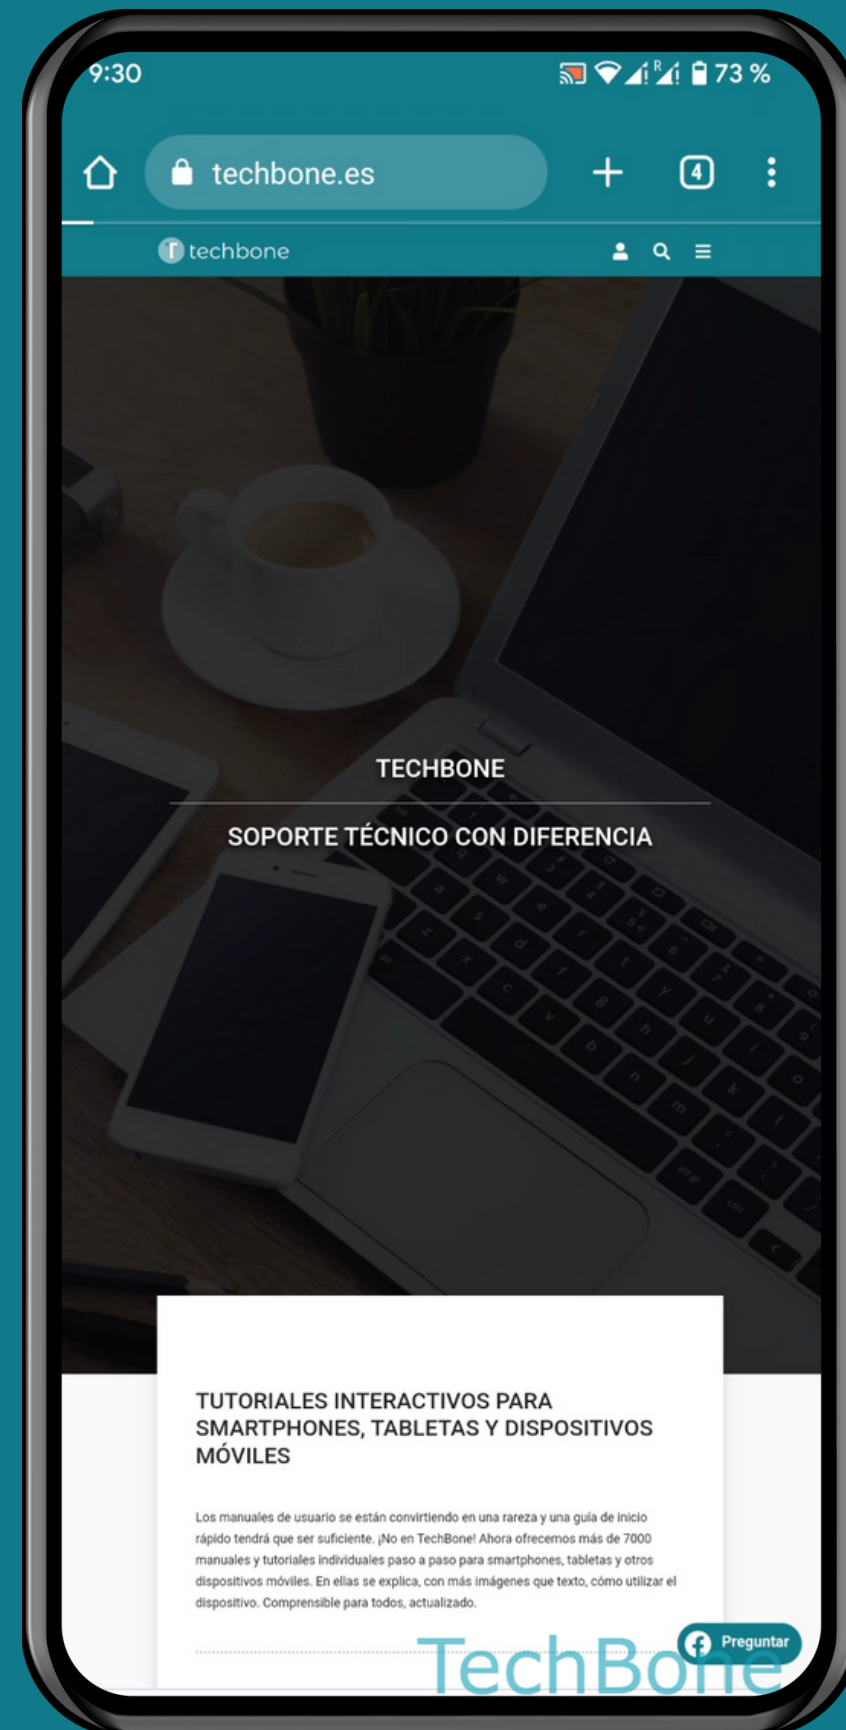 9:30 R 73 %
techbone.es 4
techbone
TECHBONE
SOPORTE TÉCNICO CON DIFERENCIA
TUTORIALES INTERACTIVOS PARA
SMARTPHONES, TABLETAS Y DISPOSITIVOS
MÓVILES
Los manuales de usuario se están convirtiendo en una rareza y una guía de inicio
rápido tendrá que ser suficiente. ¡No en TechBone! Ahora ofrecemos más de 7000
manuales y tutoriales individuales paso a paso para smartphones, tabletas y otros
dispositivos móviles. En ellas se explica, con más imágenes que texto, cómo utilizar el
dispositivo. Comprensible para todos, actualizado.
Preguntar
TechBone